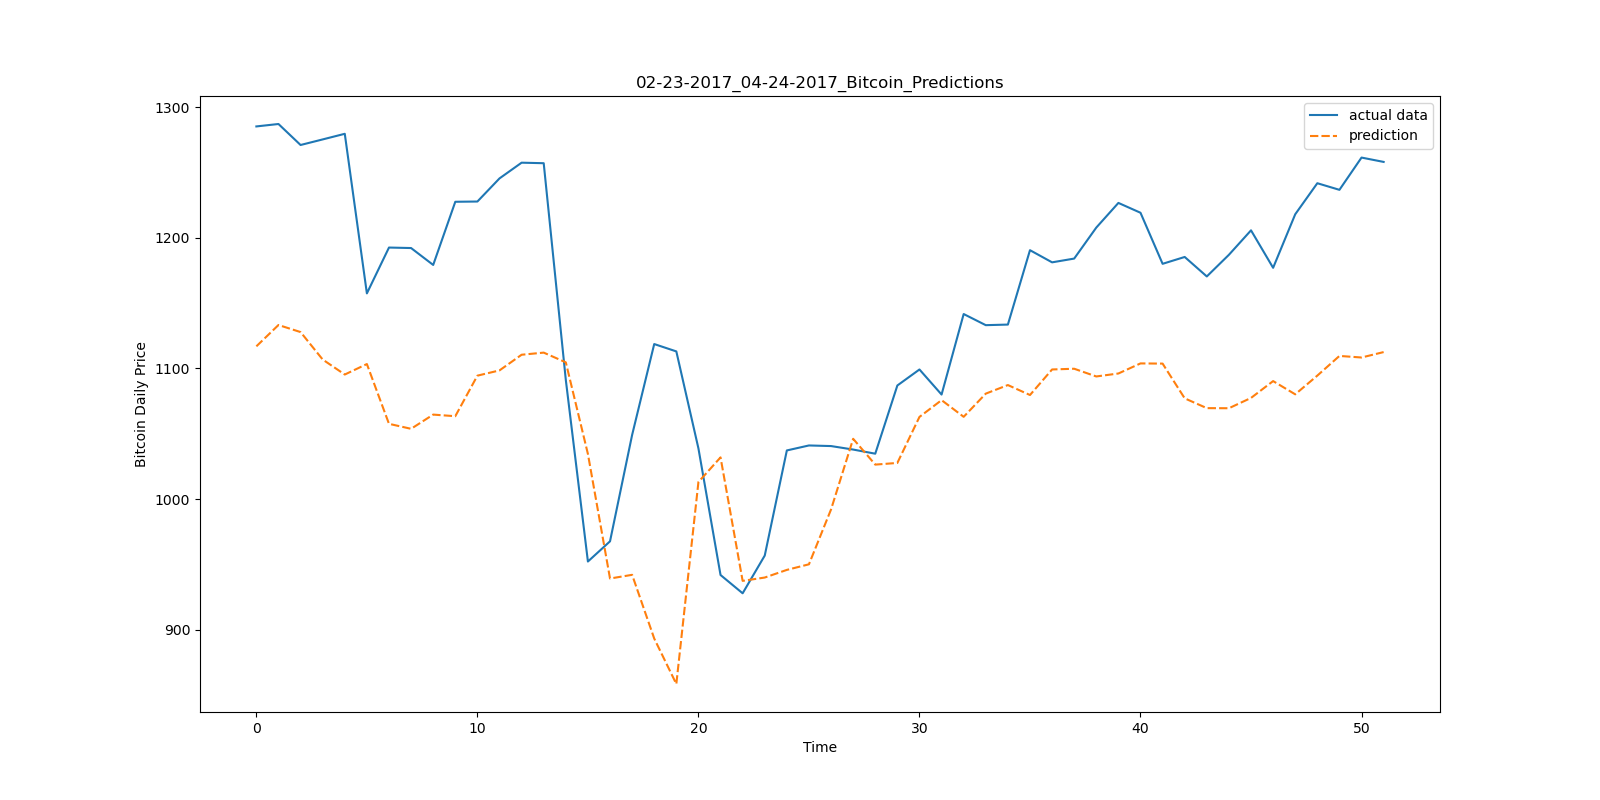 02-23-2017_04-24-2017_Bitcoin_Predictions
actual data
prediction
Bitcoin Daily Price
1300
1200
1100
1000
900
0 10 20 30 40 50
Time